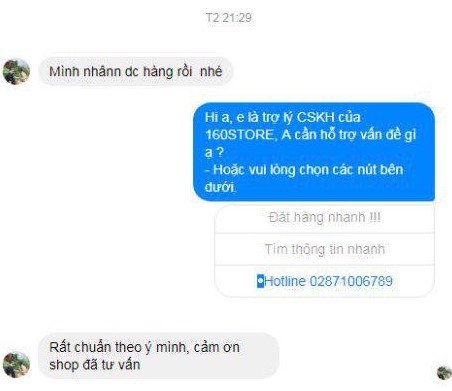 T2 21:29
Mình nhânn dc hàng rồi nhé
Hi a, e là trợ lý CSKH của
160STORE, A cần hỗ trợ vấn đề gì
ạ ?
- Hoặc vui lòng chọn các nút bên
dưới.
Đặt hàng nhanh !!!
Tìm thông tin nhanh
Hotline 02871006789
Rất chuẩn theo ý mình, cảm ơn
shop đã tư vấn